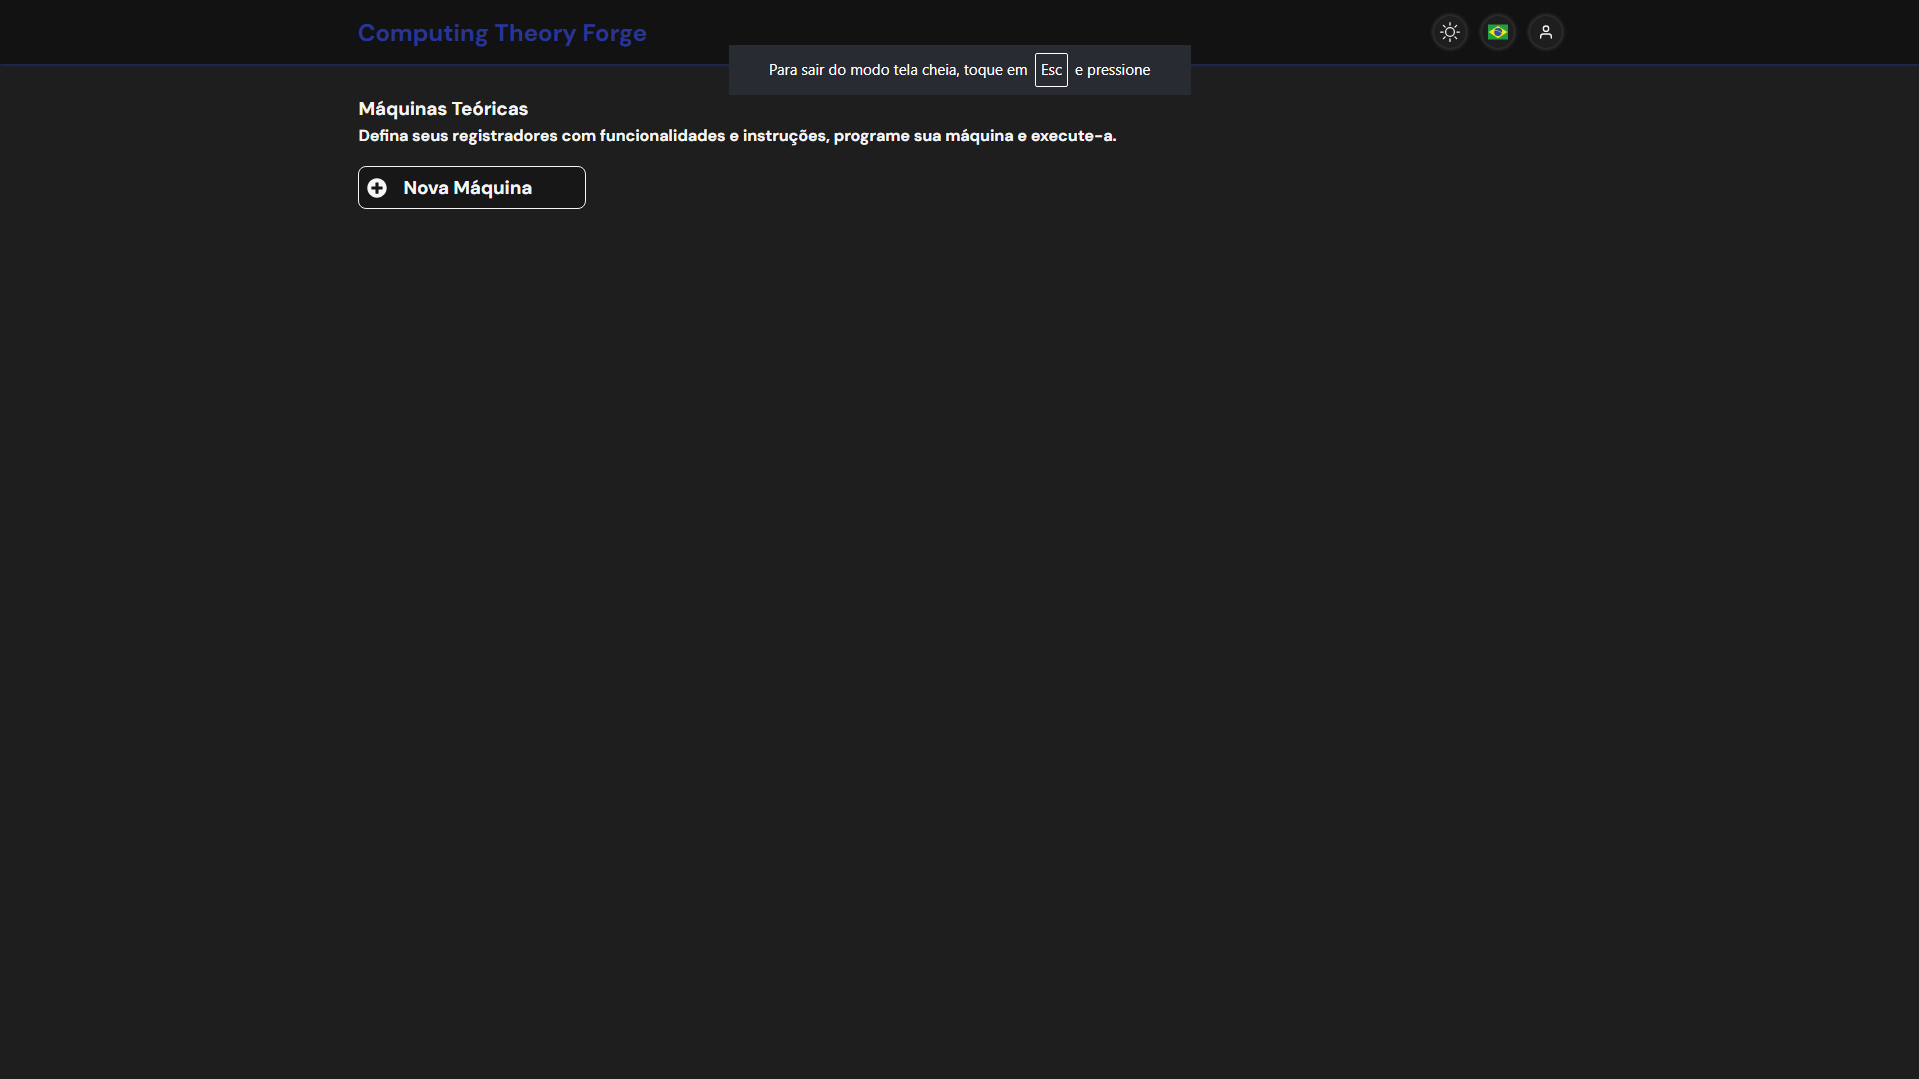 Computing Theory Forge
Para sair do modo tela cheia, toque em Esc e pressione
Máquinas Teóricas
Defina seus registradores com funcionalidades e instruções, programe sua máquina e execute-a.
Nova Máquina